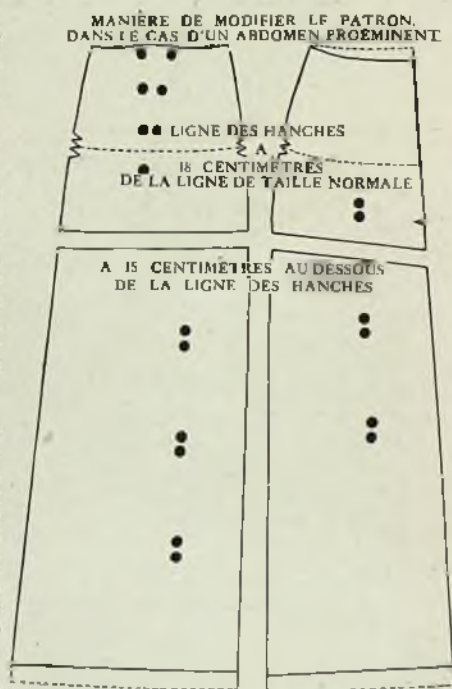 MANIÈRE DE MODIFIER LE PATRON,
DANS LE CAS D'UN ABDOMEN PROÉMINENT
LIGNE DES HANCHES
A
18 CENTIMÈTRES
DE LA LIGNE DE TAILLE NORMALE
A 15 CENTIMÈTRES AU DESSOUS
DE LA LIGNE DES HANCHES